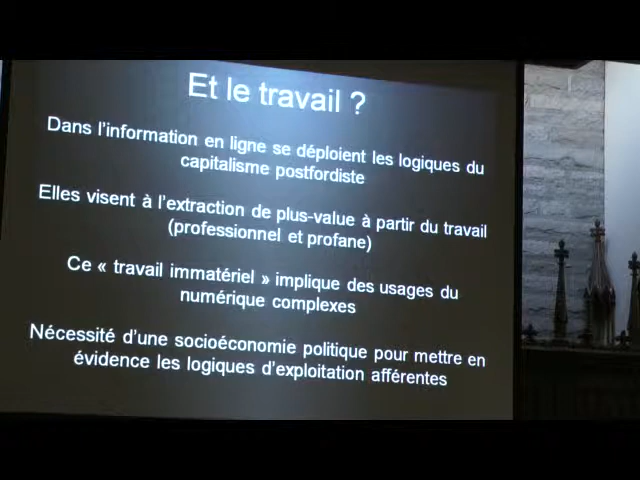 Et le travail ?
Dans l'information en ligne se déploient les logiques du
capitalisme postfordiste
Elles visent à l'extraction de plus-value à partir du travail
(professionnel et profane)
Ce « travail immatériel » implique des usages du
numérique complexes
Nécessité d'une socioéconomie politique pour mettre en
évidence les logiques d'exploitation afférentes